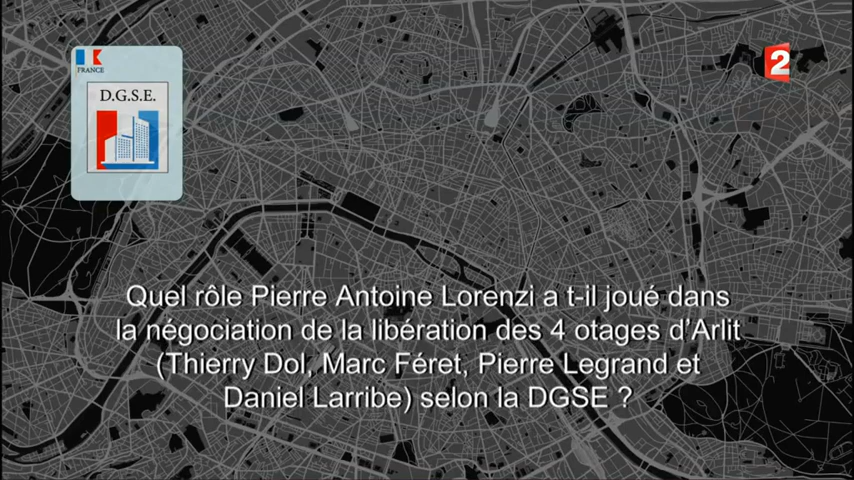 FRANCE
D.G.S.E.
2
Quel rôle Pierre Antoine Lorenzi a t-il joué dans
la négociation de la libération des 4 otages d'Arlit
(Thierry Dol, Marc Féret, Pierre Legrand et
Daniel Larribe) selon la DGSE ?